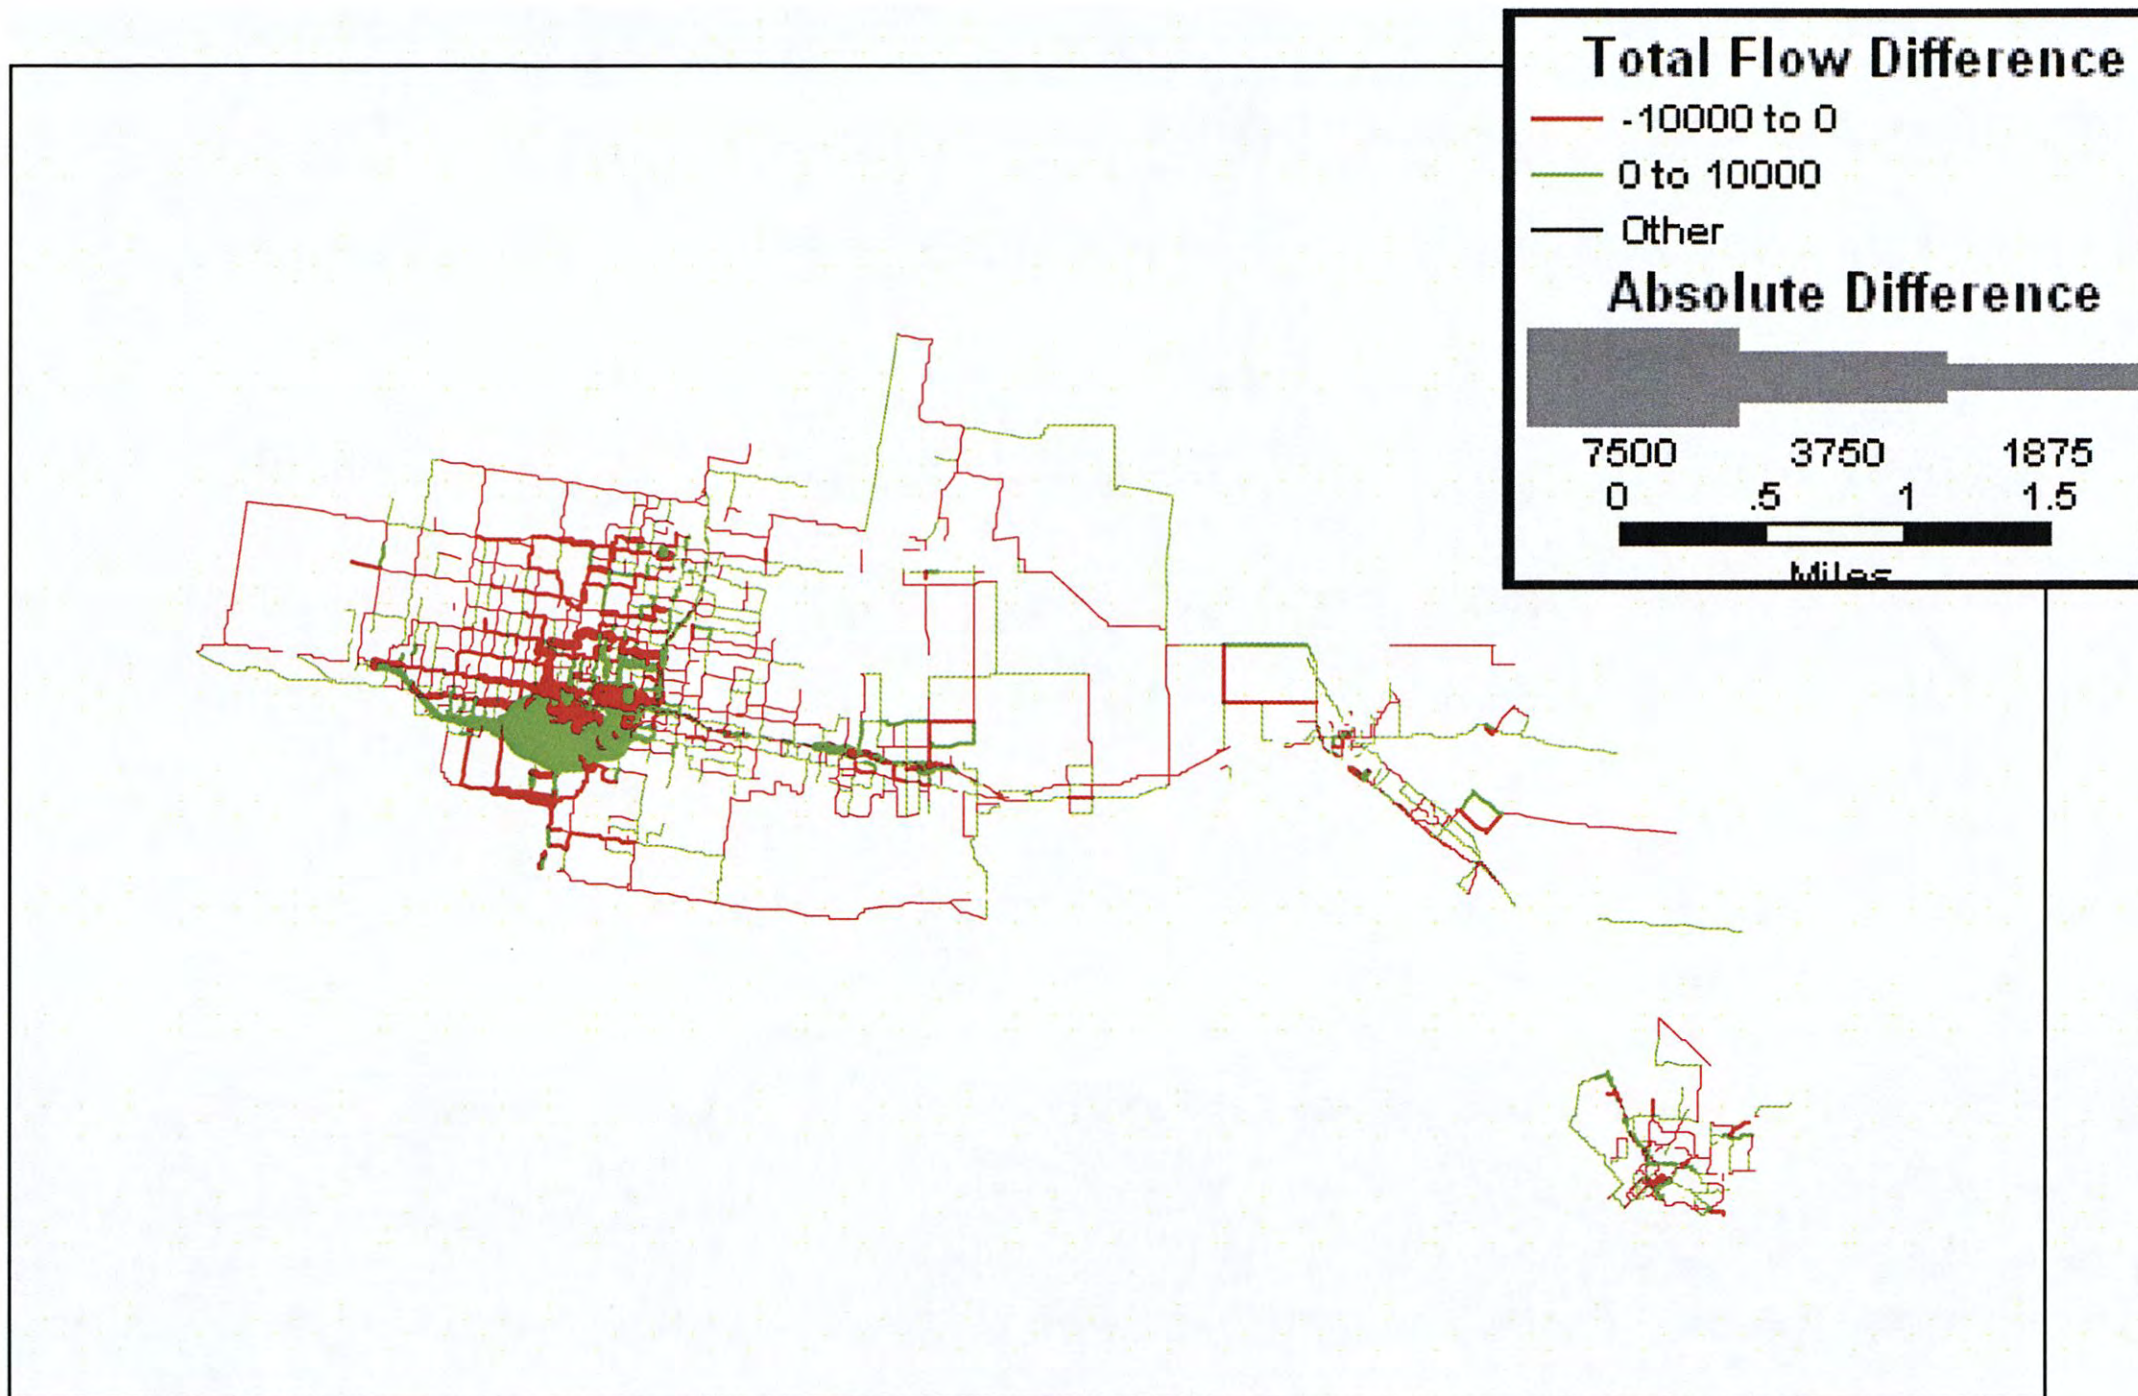 Total Flow Difference
-10000 to 0
0 to 10000
Other
Absolute Difference
7500 3750 1875
0 .5 1 1.5
Miles